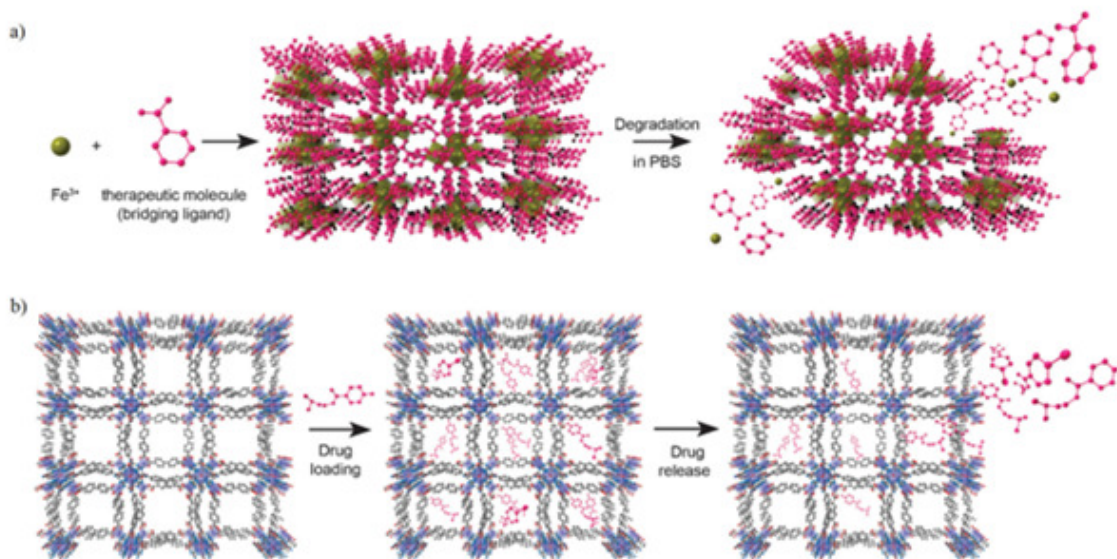 a)
+
Fe³⁺
therapeutic molecule
(bridging ligand)
Degradation
in PBS
b)
Drug
loading
Drug
release